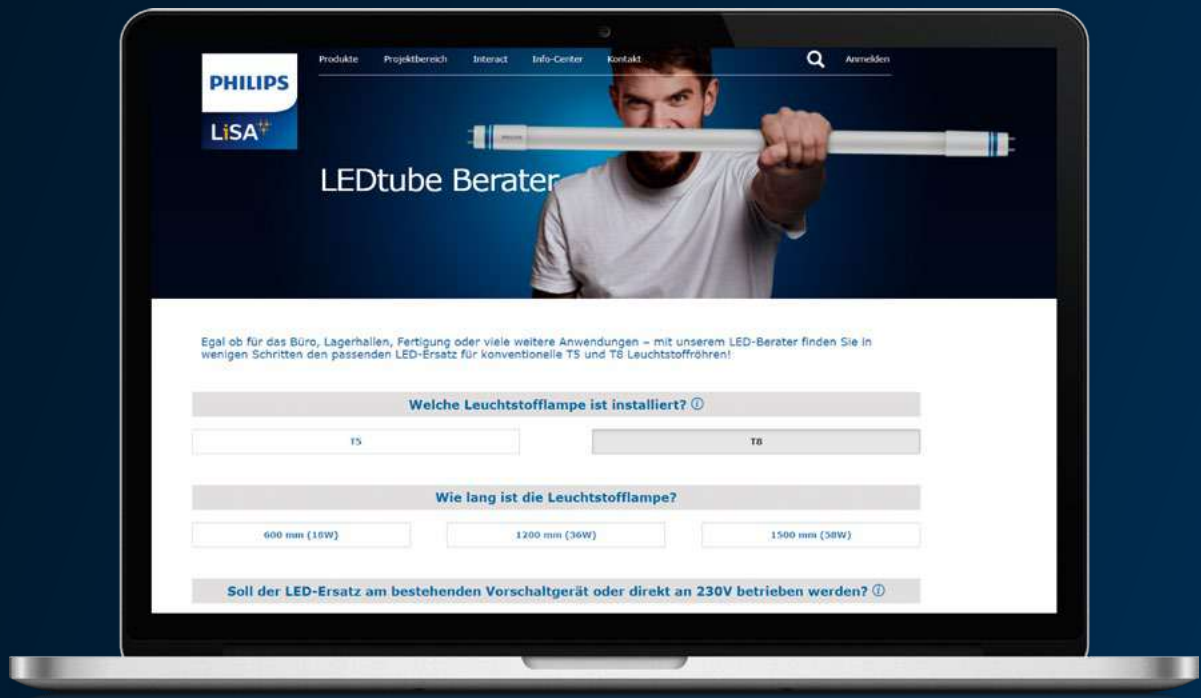 Produkte Projektbereich Interact Info-Center Kontakt Anmelden
PHILIPS
LiSA
PHILIPS
LEDtube Berater
Egal ob für das Büro, Lagerhallen, Fertigung oder viele weitere Anwendungen – mit unserem LED-Berater finden Sie in
wenigen Schritten den passenden LED-Ersatz für konventionelle T5 und T8 Leuchtstoffröhren!
Welche Leuchtstofflampe ist installiert? ⓘ
T5 T8
Wie lang ist die Leuchtstofflampe?
600 mm (18W) 1200 mm (36W) 1500 mm (58W)
Soll der LED-Ersatz am bestehenden Vorschaltgerät oder direkt an 230V betrieben werden? ⓘ